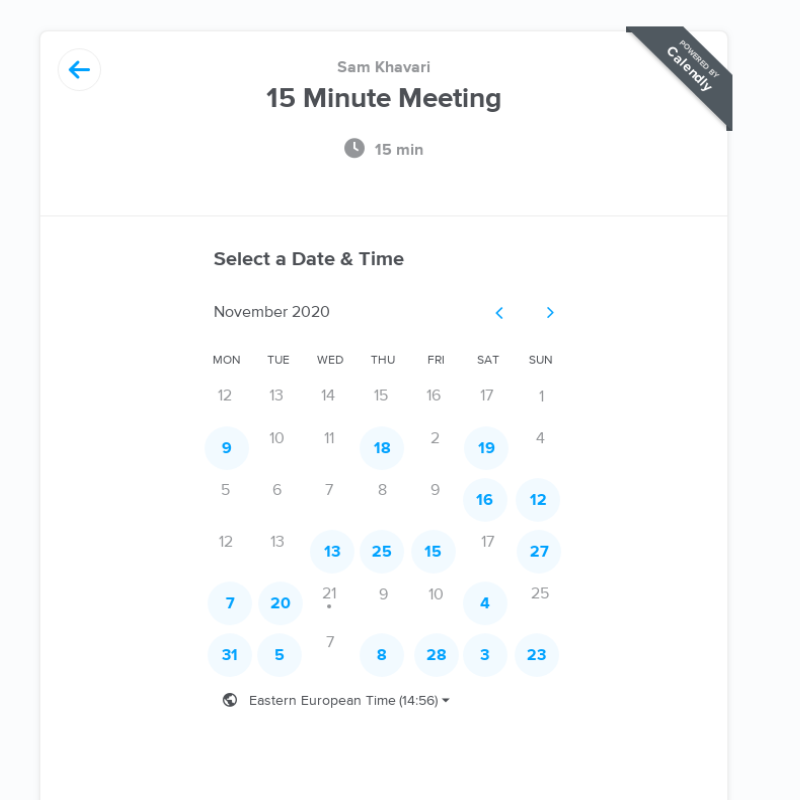 POWERED BY
Calendly
Sam Khavari
15 Minute Meeting
15 min
Select a Date & Time
November 2020
MON TUE WED THU FRI SAT SUN
12 13 14 15 16 17 1
9 10 11 18 2 19 4
5 6 7 8 9 16 12
12 13 13 25 15 17 27
7 20 21 9 10 4 25
31 5 7 8 28 3 23
Eastern European Time (14:56)